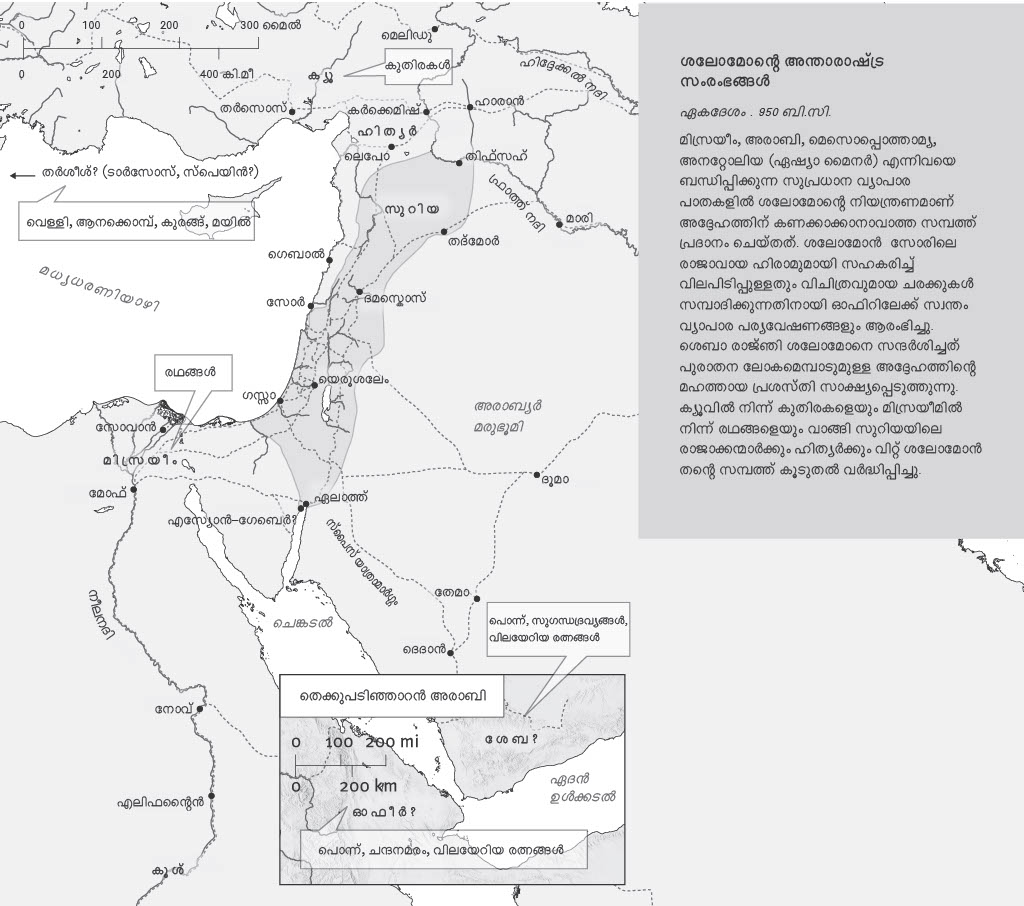 0 100 200 300 മൈൽ
0 200 400 കി.മീ
മെലിഡു
കുതിരകൾ
ക്യൂ
ഹിദ്ദേക്കൽ നദി
തർസൊസ്
കർക്കെമിഷ്
ഹാരാൻ
ഹിത്യർ
ലെപോ
തിഫ്സഹ്
തർശീശ്? (ടാർസോസ്, സ്പെയിൻ?)
വെള്ളി, ആനക്കൊമ്പ്, കുരങ്ങ്, മയിൽ
ഫ്രാത്ത് നദി
സുറിയ
മാരി
തദ്മോർ
ഗെബാൽ
മധ്യധരണിയാഴി
സോർ
ദമസ്കൊസ്
രഥങ്ങൾ
യെരൂശലേം
ഗസ്സാ
അരാബ്യർ
മരുഭൂമി
സോവാൻ
മിസ്രയീം
മോഫ്
ദൂമാ
ഏലാത്ത്
എസ്യോൻ-ഗേബെർ?
സ്പൈസ് യാത്രാമാർഗ്ഗം
നീലനദി
തേമാ
ചെങ്കടൽ
പൊന്ന്, സുഗന്ധദ്രവ്യങ്ങൾ,
വിലയേറിയ രത്നങ്ങൾ
ദെദാൻ
തെക്കുപടിഞ്ഞാറൻ അരാബി
നോവ്
0 100 200 mi
0 200 km
ശേബ?
ഏദൻ
ഉൾക്കടൽ
എലിഫന്റൈൻ
ഓഫീർ?
പൊന്ന്, ചന്ദനമരം, വിലയേറിയ രത്നങ്ങൾ
കൂശ്
ശലോമോന്റെ അന്താരാഷ്ട്ര
സംരംഭങ്ങൾ
ഏകദേശം . 950 ബി.സി.
മിസ്രയീം, അരാബി, മെസൊപ്പൊത്താമ്യ,
അനറ്റോലിയ (ഏഷ്യാ മൈനർ) എന്നിവയെ
ബന്ധിപ്പിക്കുന്ന സുപ്രധാന വ്യാപാര
പാതകളിൽ ശലോമോന്റെ നിയന്ത്രണമാണ്
അദ്ദേഹത്തിന് കണക്കാക്കാനാവാത്ത സമ്പത്ത്
പ്രദാനം ചെയ്തത്. ശലോമോൻ സോരിലെ
രാജാവായ ഹിരാമുമായി സഹകരിച്ച്
വിലപിടിപ്പുള്ളതും വിചിത്രവുമായ ചരക്കുകൾ
സമ്പാദിക്കുന്നതിനായി ഓഫിറിലേക്ക് സ്വന്തം
വ്യാപാര പര്യവേഷണങ്ങളും ആരംഭിച്ചു.
ശെബാ രാജ്ഞി ശലോമോനെ സന്ദർശിച്ചത്
പുരാതന ലോകമെമ്പാടുമുള്ള അദ്ദേഹത്തിന്റെ
മഹത്തായ പ്രശസ്തി സാക്ഷ്യപ്പെടുത്തുന്നു.
ക്യൂവിൽ നിന്ന് കുതിരകളെയും മിസ്രയീമിൽ
നിന്ന് രഥങ്ങളെയും വാങ്ങി സുറിയയിലെ
രാജാക്കന്മാർക്കും ഹിത്യർക്കും വിറ്റ് ശലോമോൻ
തന്റെ സമ്പത്ത് കൂടുതൽ വർദ്ധിപ്പിച്ചു.